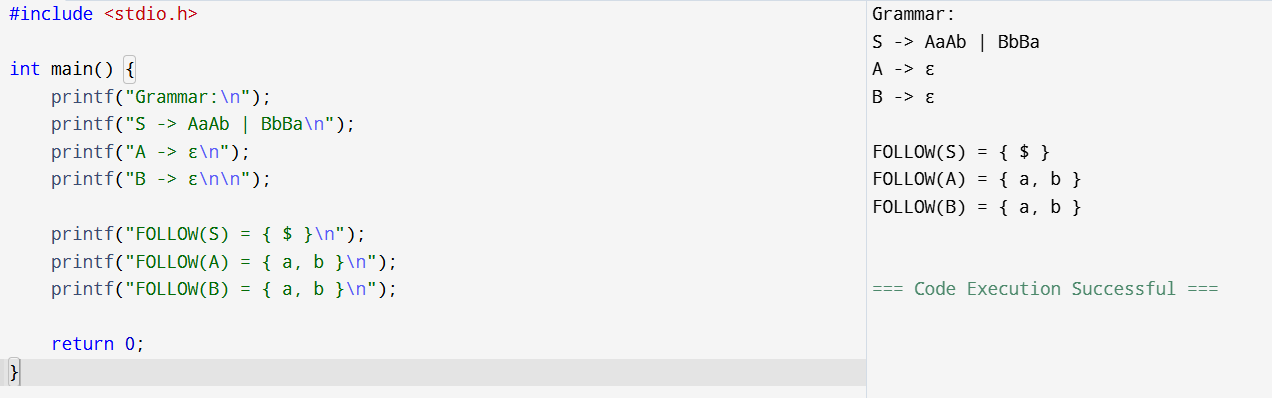 #include <stdio.h>
int main() {
    printf("Grammar:\n");
    printf("S -> AaAb | BbBa\n");
    printf("A -> ε\n");
    printf("B -> ε\n\n");
    printf("FOLLOW(S) = { $ }\n");
    printf("FOLLOW(A) = { a, b }\n");
    printf("FOLLOW(B) = { a, b }\n");
    return 0;
}
Grammar:
S -> AaAb | BbBa
A -> ε
B -> ε
FOLLOW(S) = { $ }
FOLLOW(A) = { a, b }
FOLLOW(B) = { a, b }
=== Code Execution Successful ===